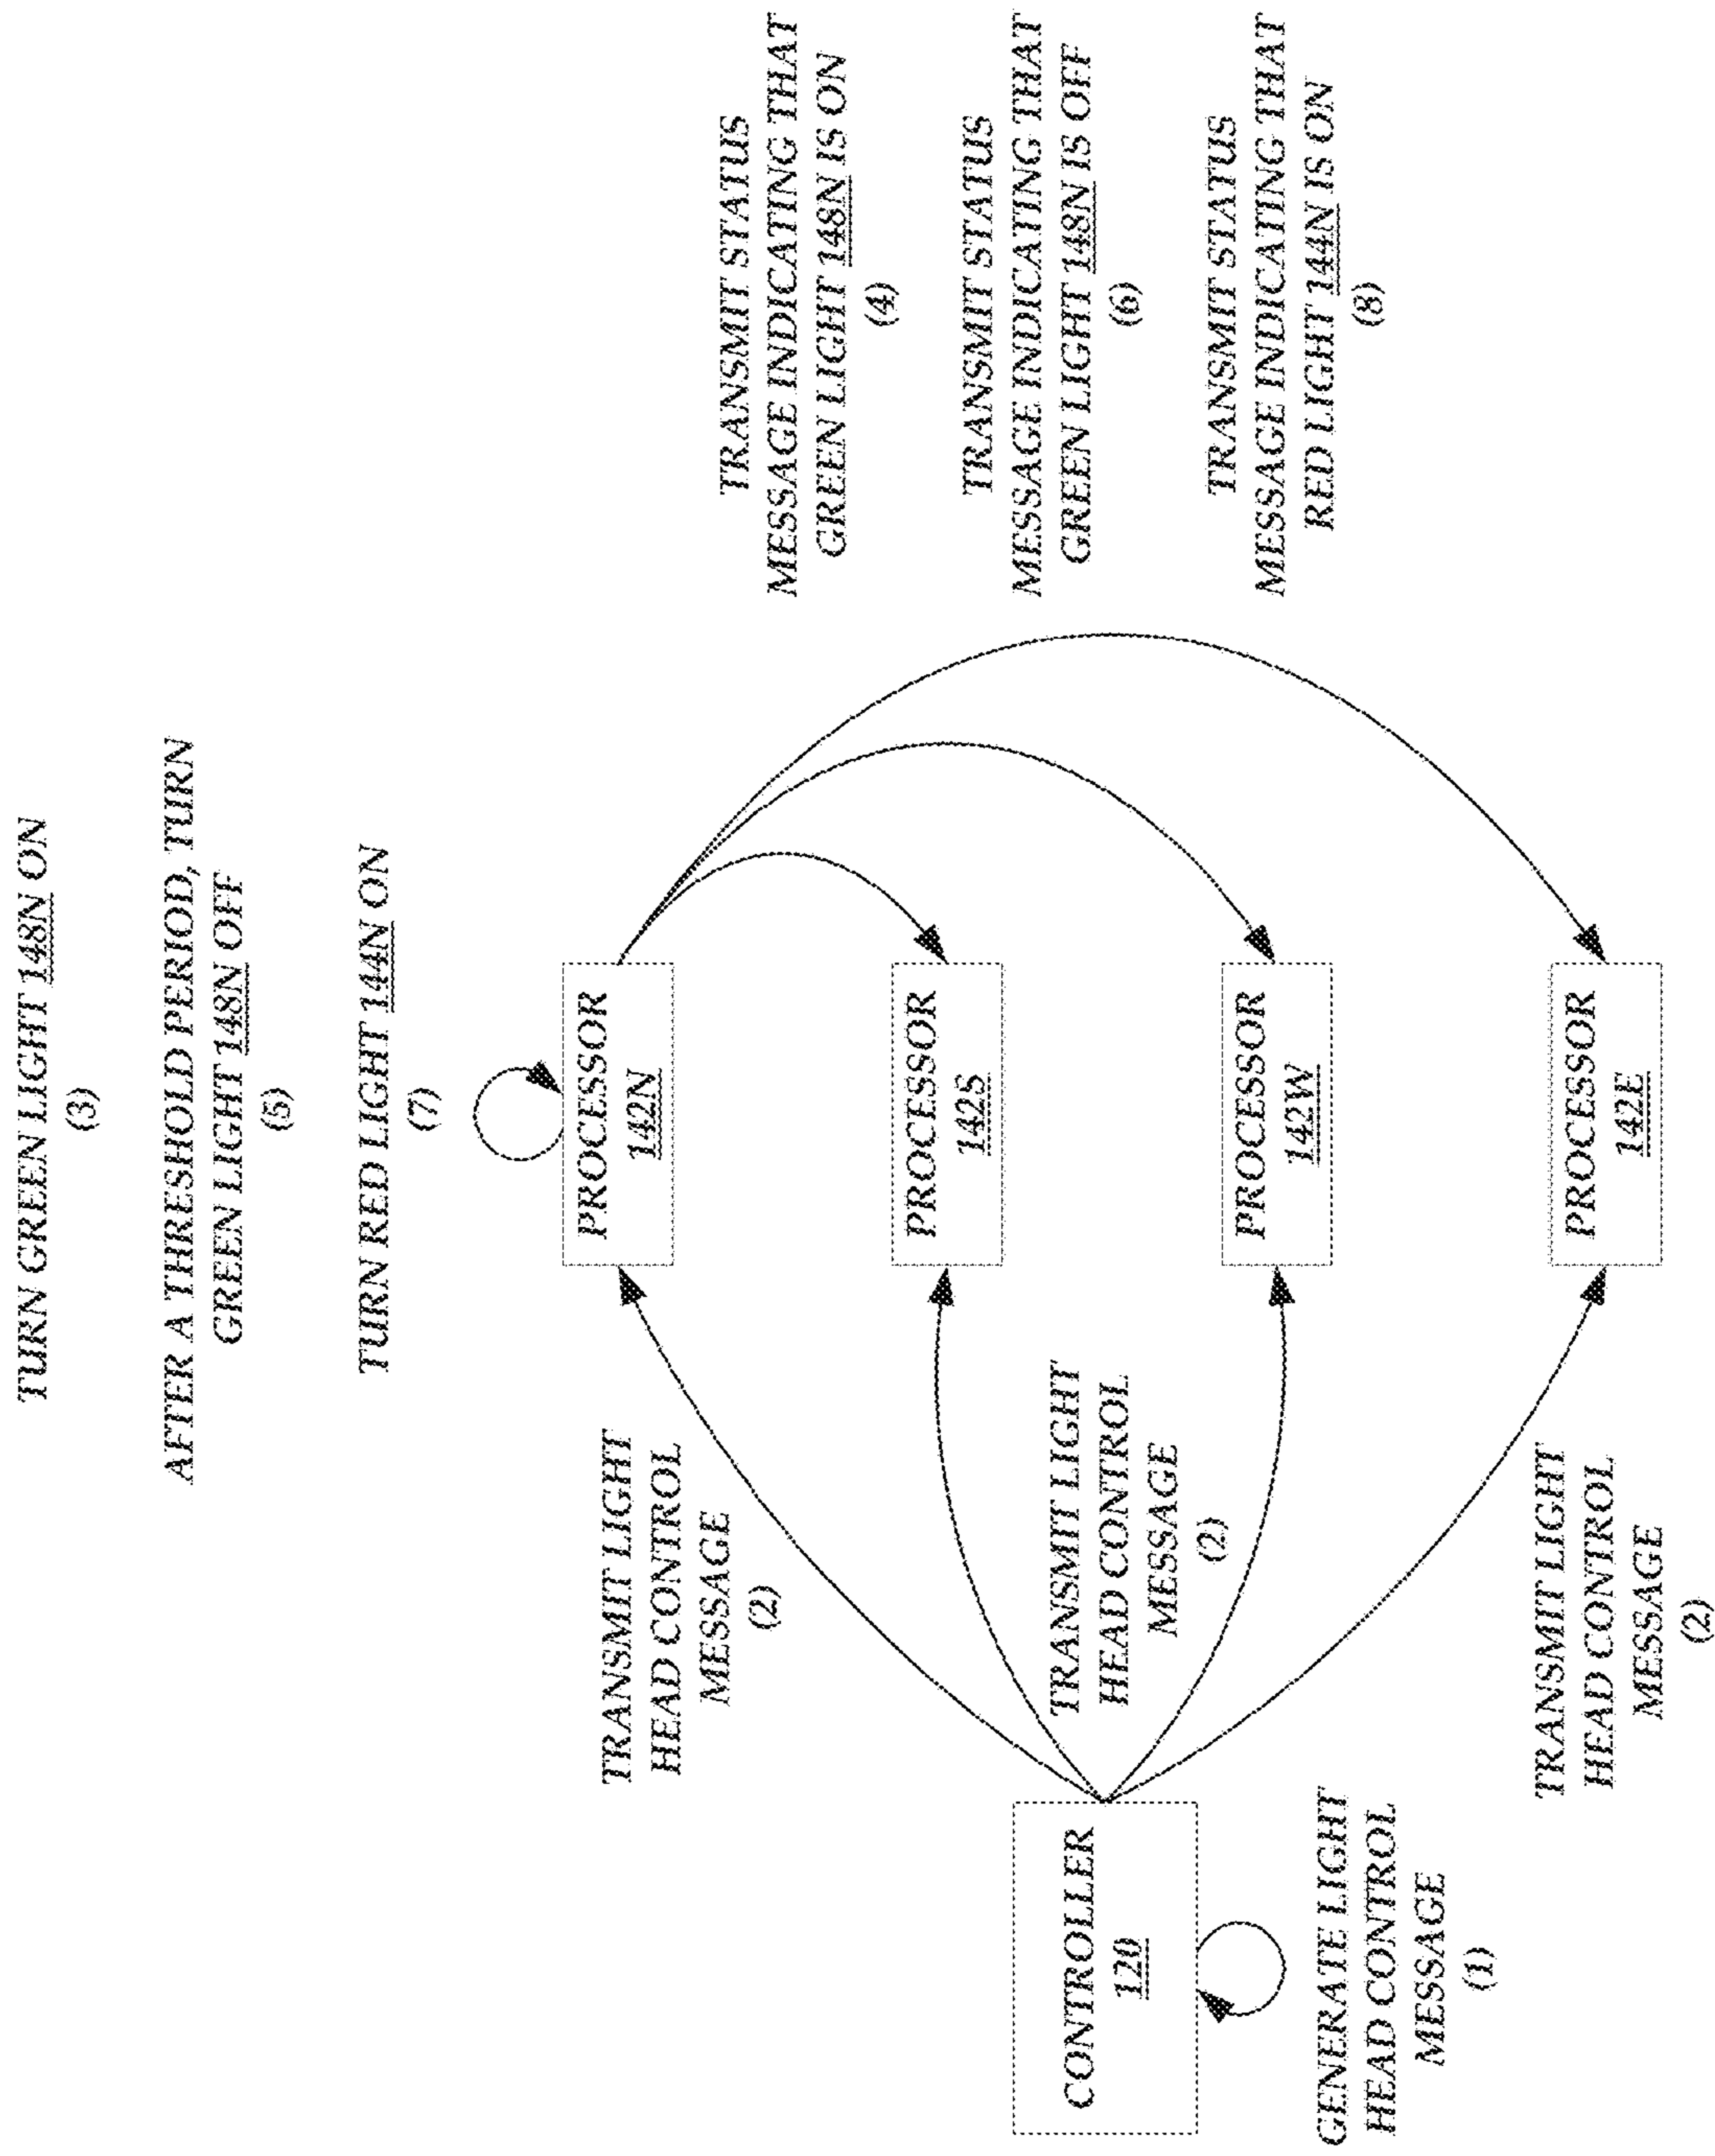 TURN GREEN LIGHT 148N ON
(3)
AFTER A THRESHOLD PERIOD, TURN
GREEN LIGHT 148N OFF
(5)
TURN RED LIGHT 144N ON
(7)
TRANSMIT LIGHT
HEAD CONTROL
MESSAGE
(2)
PROCESSOR
142N
TRANSMIT STATUS
MESSAGE INDICATING THAT
GREEN LIGHT 148N IS ON
(4)
PROCESSOR
142S
TRANSMIT STATUS
MESSAGE INDICATING THAT
GREEN LIGHT 148N IS OFF
(6)
CONTROLLER
120
TRANSMIT LIGHT
HEAD CONTROL
MESSAGE
(2)
PROCESSOR
142W
TRANSMIT STATUS
MESSAGE INDICATING THAT
RED LIGHT 144N IS ON
(8)
GENERATE LIGHT
HEAD CONTROL
MESSAGE
(1)
TRANSMIT LIGHT
HEAD CONTROL
MESSAGE
(2)
PROCESSOR
142E